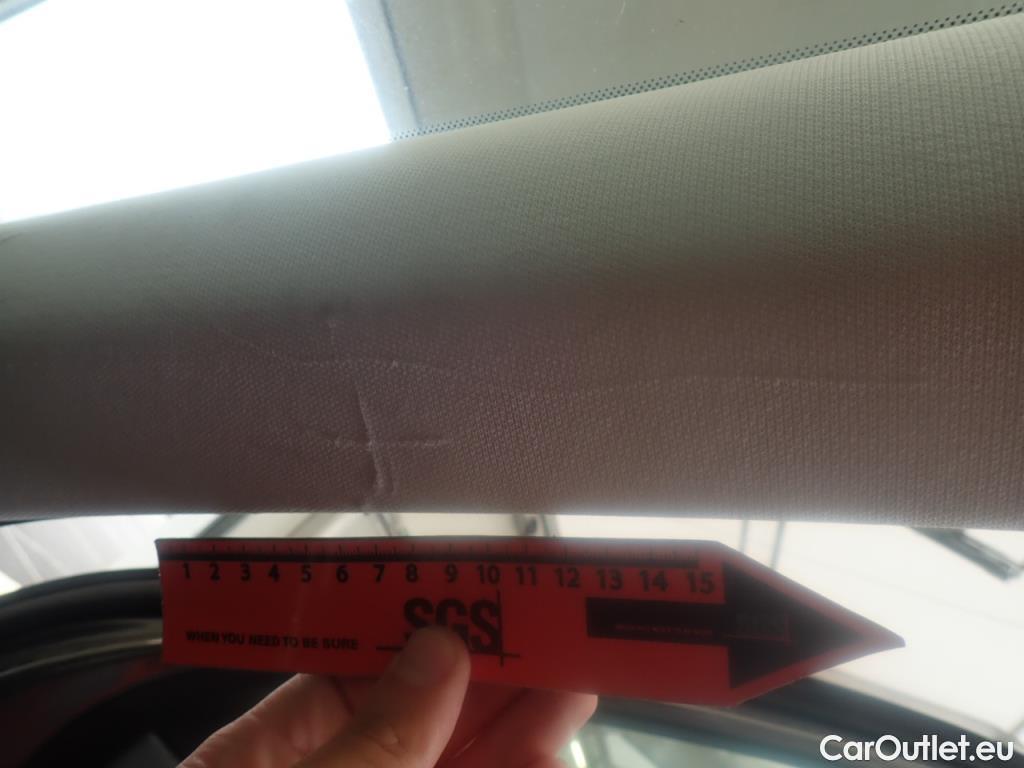 1 2 3 4 5 6 7 8 9 10 11 12 13 14 15
SGS
WHEN YOU NEED TO BE SURE
CarOutlet.eu